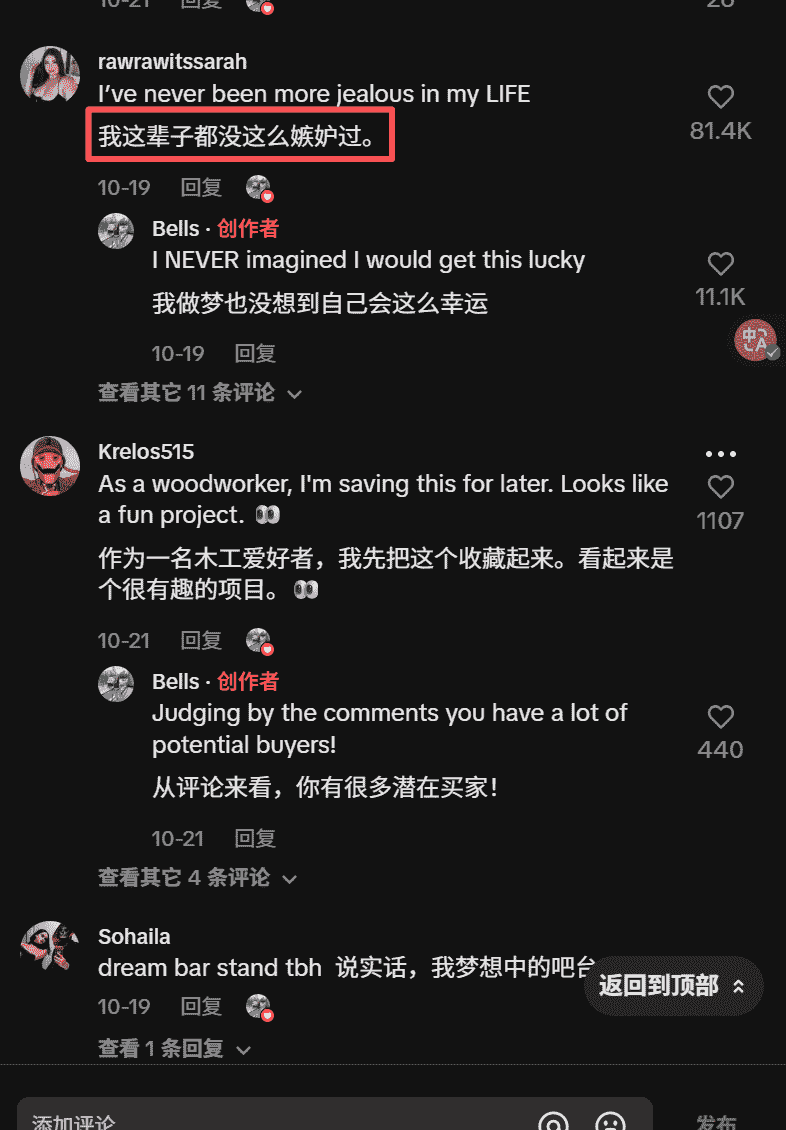 10-21 回复
26
rawrawitssarah
I’ve never been more jealous in my LIFE
我这辈子都没这么嫉妒过。
81.4K
10-19 回复
Bells · 创作者
I NEVER imagined I would get this lucky
我做梦也没想到自己会这么幸运
11.1K
10-19 回复
查看其它 11 条评论
Krelos515
As a woodworker, I'm saving this for later. Looks like
a fun project. 👀
作为一名木工爱好者，我先把这个收藏起来。看起来是
个很有趣的项目。👀
1107
10-21 回复
Bells · 创作者
Judging by the comments you have a lot of
potential buyers!
从评论来看，你有很多潜在买家！
440
10-21 回复
查看其它 4 条评论
Sohaila
dream bar stand tbh 说实话，我梦想中的吧台
返回到顶部
10-19 回复
查看 1 条回复
添加评论
发布